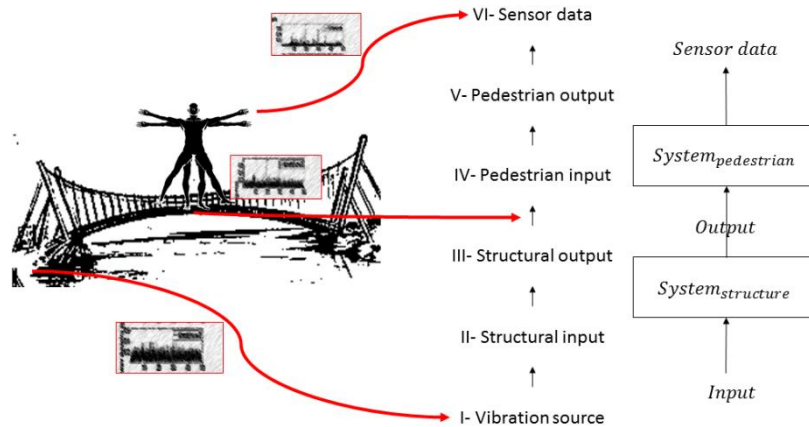 VI- Sensor data
V- Pedestrian output
IV- Pedestrian input
III- Structural output
II- Structural input
I- Vibration source
Sensor data
System_pedestrian
Output
System_structure
Input